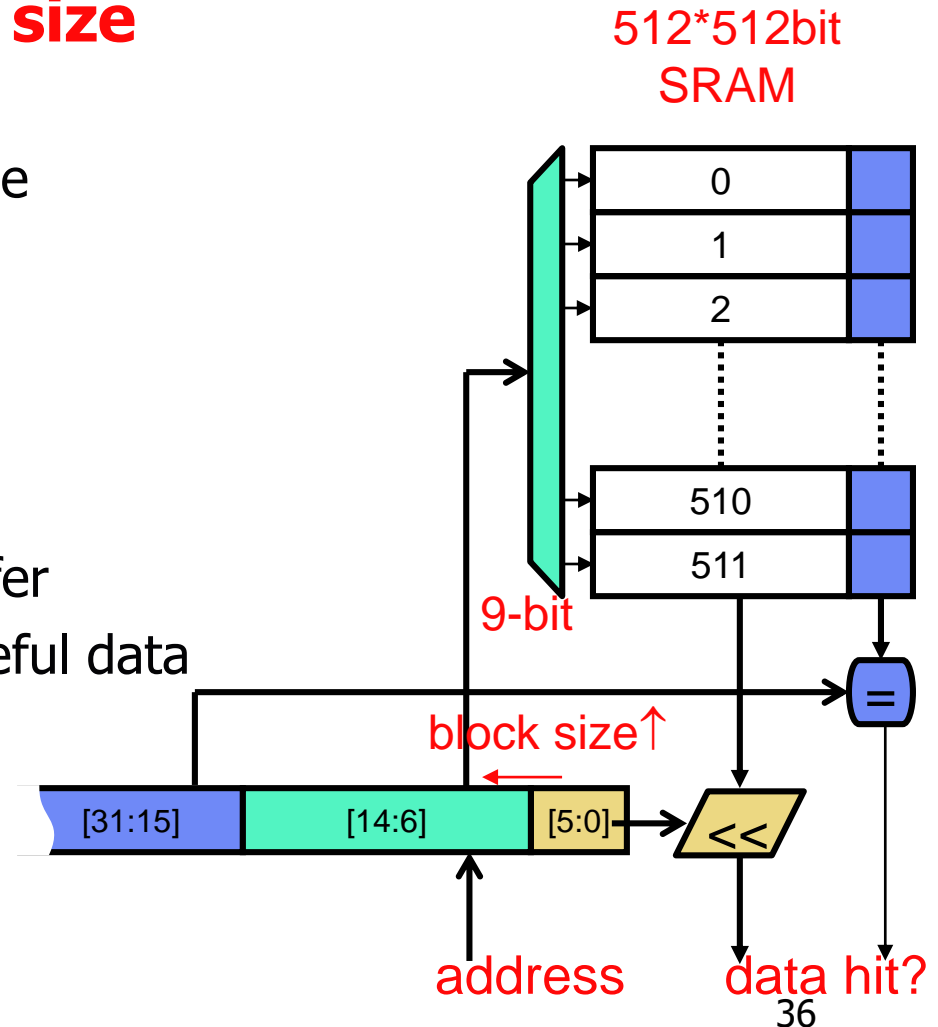 size
512*512bit
SRAM
e
0
1
2
510
511
fer
9-bit
eful data
=
block size↑
[31:15] [14:6] [5:0]
<<
address
data hit?
36